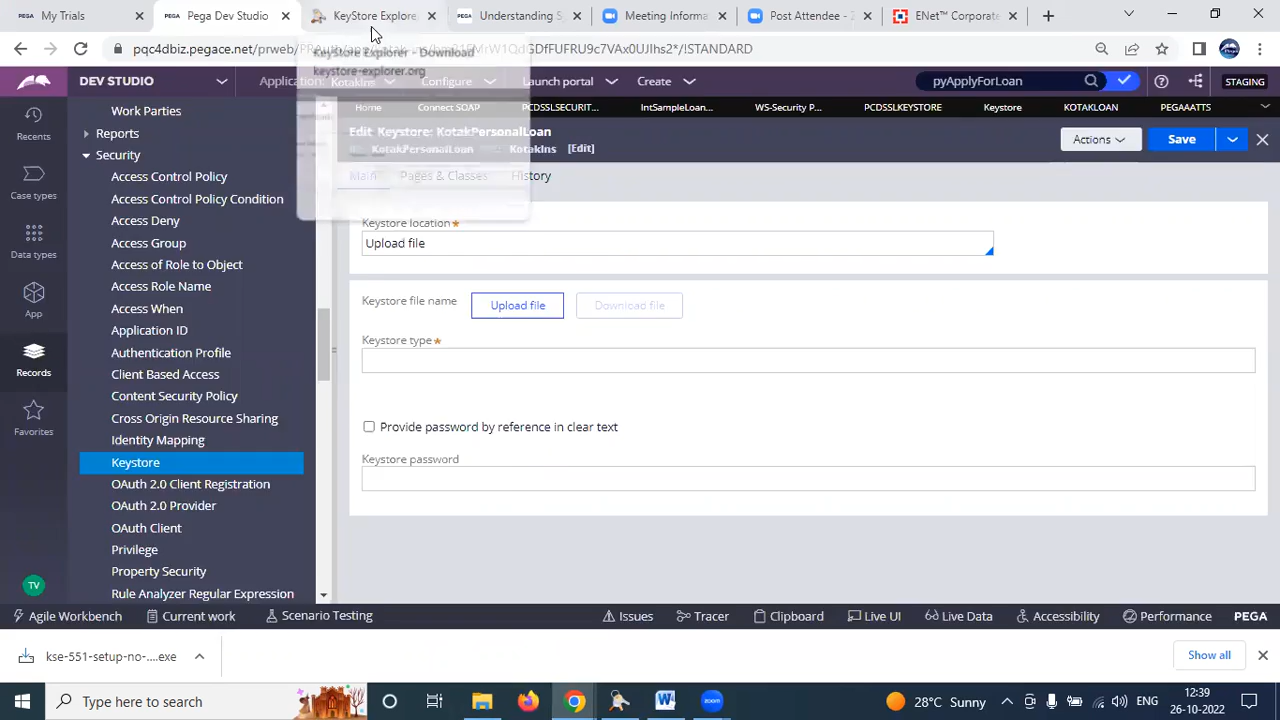 My Trials
Pega Dev Studio
KeyStore Explore
Understanding S
Meeting Informa
Post Attendee - Z
ENet™ Corporate
KeyStore Explorer - Download
keystore-explorer.org
DEV STUDIO
Application: KotakIns
Configure
Launch portal
Create
pyApplyForLoan
STAGING
Home
Connect SOAP
PCDSSLSECURIT...
IntSampleLoan...
WS-Security P...
PCDSSLKEYSTORE
Keystore
KOTAKLOAN
PEGAAATTS
Edit Keystore: KotakPersonalLoan
KotakPersonalLoan
KotakIns
[Edit]
Actions
Save
Main
Pages & Classes
History
Keystore location*
Upload file
Keystore file name
Upload file
Download file
Keystore type*
Provide password by reference in clear text
Keystore password
Recents
Case types
Data types
App
Records
Favorites
TV
Work Parties
Reports
Security
Access Control Policy
Access Control Policy Condition
Access Deny
Access Group
Access of Role to Object
Access Role Name
Access When
Application ID
Authentication Profile
Client Based Access
Content Security Policy
Cross Origin Resource Sharing
Identity Mapping
Keystore
OAuth 2.0 Client Registration
OAuth 2.0 Provider
OAuth Client
Privilege
Property Security
Rule Analyzer Regular Expression
Agile Workbench
Current work
Scenario Testing
Issues
Tracer
Clipboard
Live UI
Live Data
Accessibility
Performance
PEGA
kse-551-setup-no-....exe
Show all
Type here to search
28°C Sunny
ENG
12:39
26-10-2022